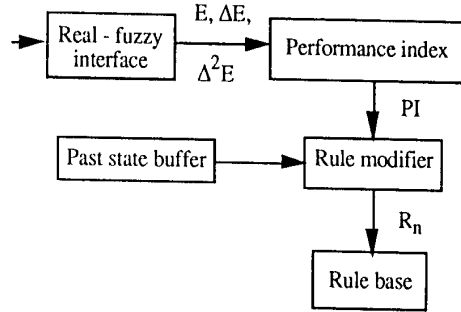 Real - fuzzy
interface
E, ΔE,
Δ²E
Performance index
PI
Past state buffer
Rule modifier
Rₙ
Rule base